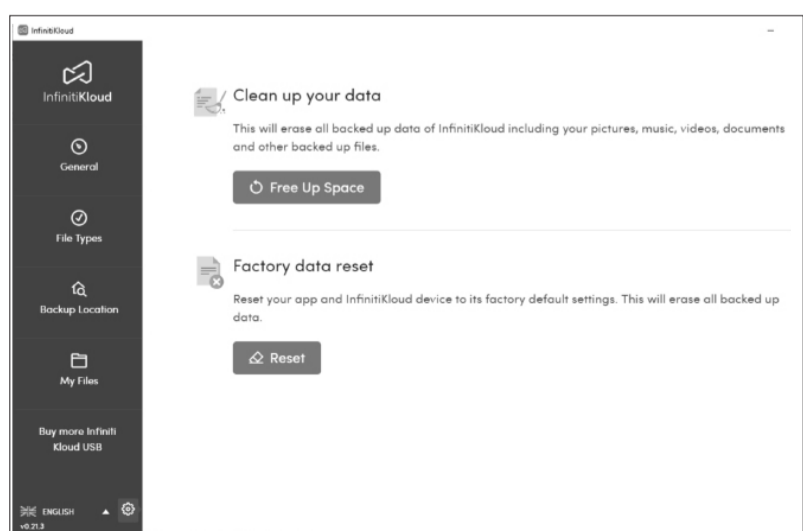 InfinitiKloud
InfinitiKloud
General
File Types
Backup Location
My Files
Buy more Infiniti
Kloud USB
ENGLISH
v0.21.3
Clean up your data
This will erase all backed up data of InfinitiKloud including your pictures, music, videos, documents
and other backed up files.
Free Up Space
Factory data reset
Reset your app and InfinitiKloud device to its factory default settings. This will erase all backed up
data.
Reset